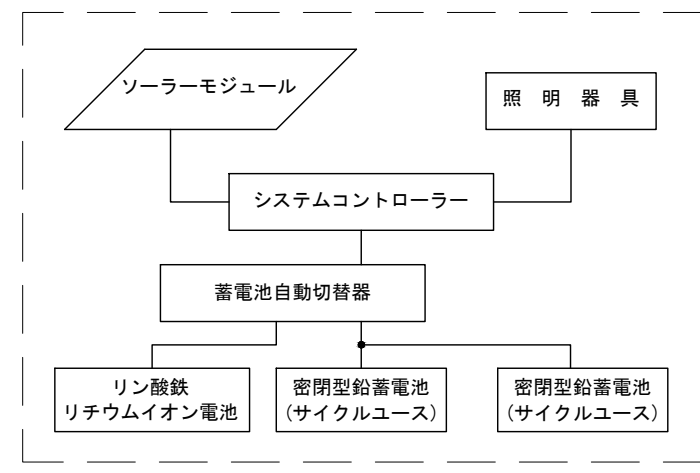 ソーラーモジュール
照 明 器 具
システムコントローラー
蓄電池自動切替器
リン酸鉄
リチウムイオン電池
密閉型鉛蓄電池
(サイクルユース)
密閉型鉛蓄電池
(サイクルユース)